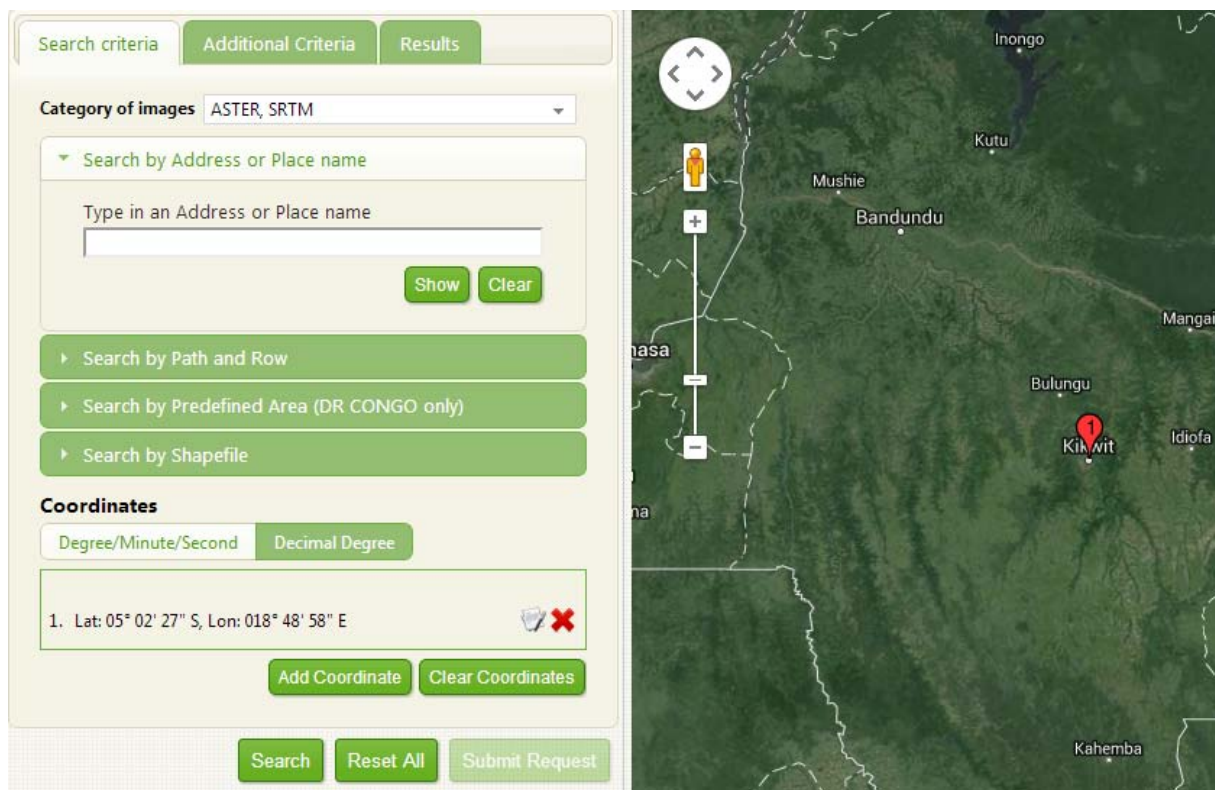 Search criteria
Additional Criteria
Results
Category of images
ASTER, SRTM
Search by Address or Place name
Type in an Address or Place name
Show
Clear
Search by Path and Row
Search by Predefined Area (DR CONGO only)
Search by Shapefile
Coordinates
Degree/Minute/Second
Decimal Degree
1. Lat: 05° 02' 27" S, Lon: 018° 48' 58" E
Add Coordinate
Clear Coordinates
Search
Reset All
Submit Request
Inongo
Kutu
Mushie
Bandundu
Mangai
hasa
Bulungu
1
Kikwit
Idiofa
na
Kahemba